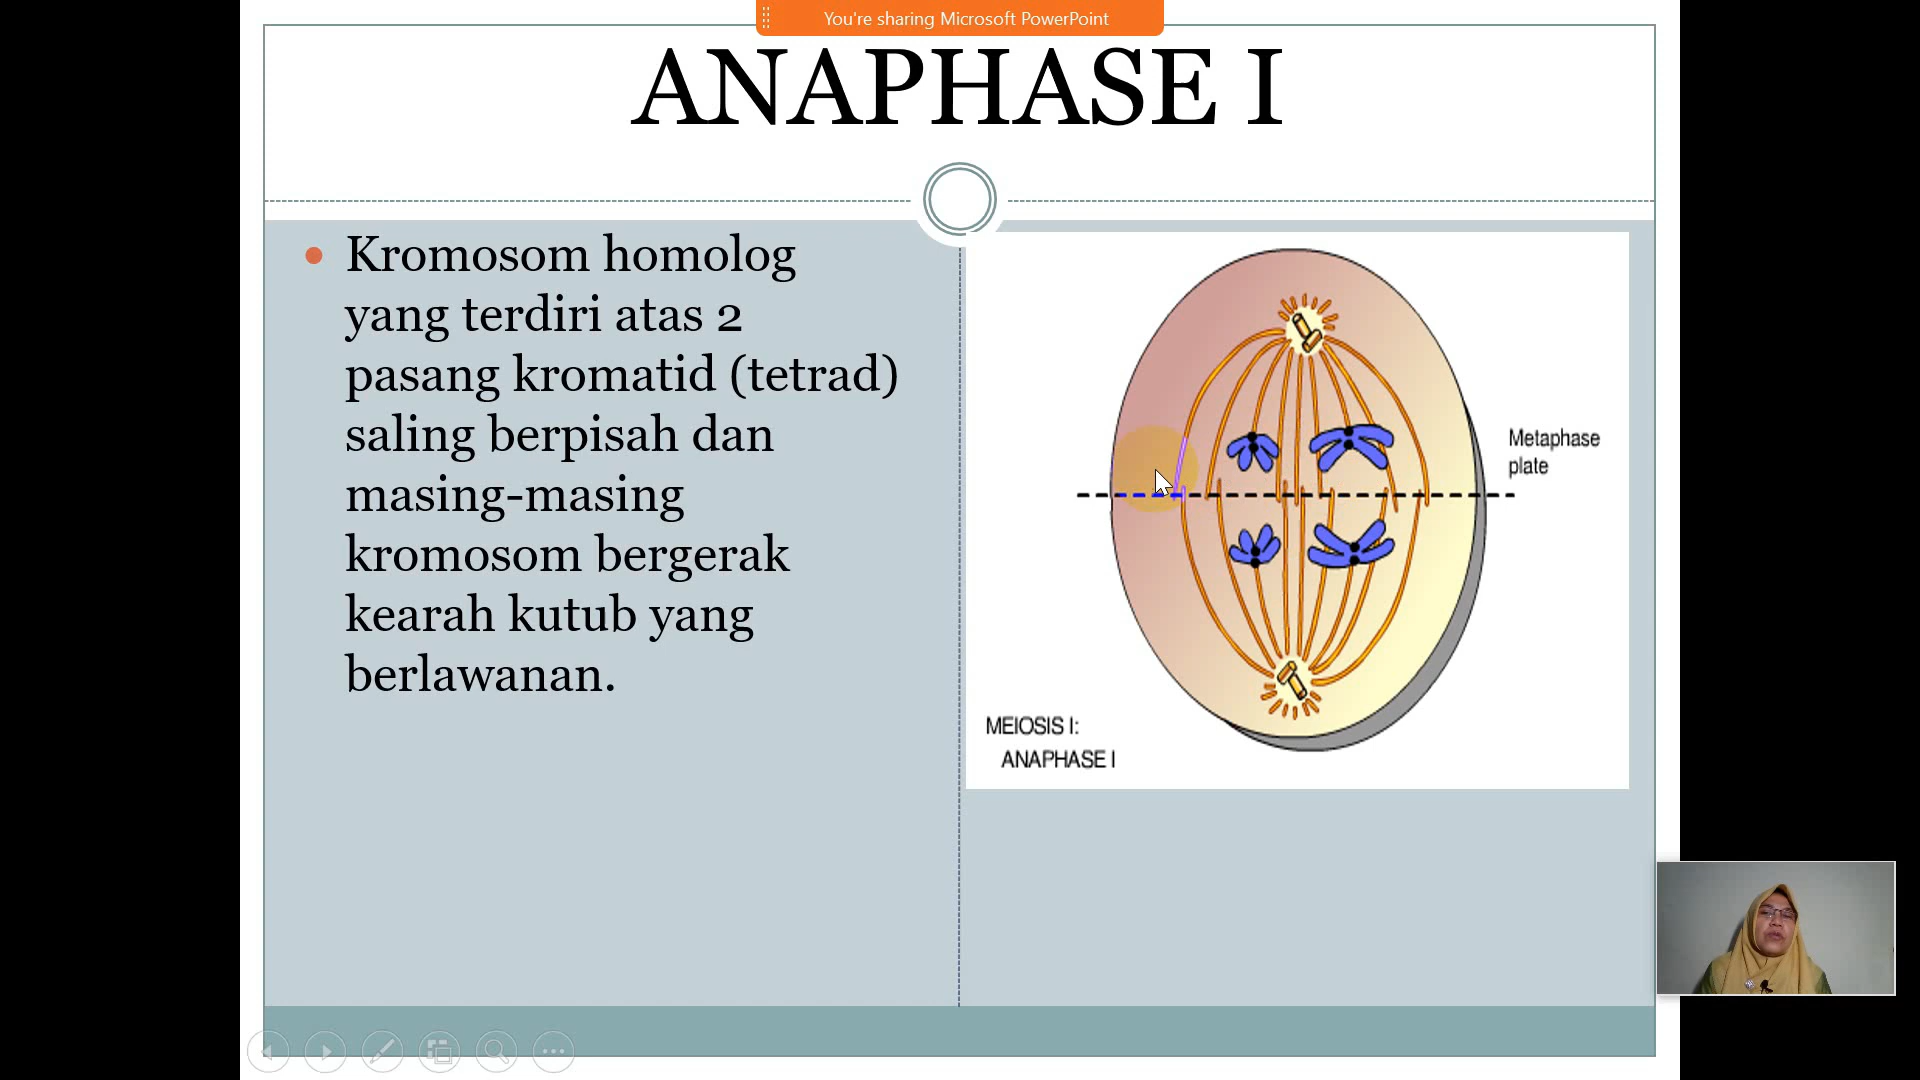 You're sharing Microsoft PowerPoint
ANAPHASE I
Kromosom homolog
yang terdiri atas 2
pasang kromatid (tetrad)
saling berpisah dan
masing-masing
kromosom bergerak
kearah kutub yang
berlawanan.
Metaphase
plate
MEIOSIS I:
ANAPHASE I